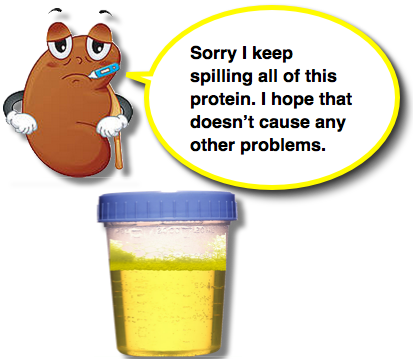 Sorry I keep
spilling all of this
protein. I hope that
doesn’t cause any
other problems.